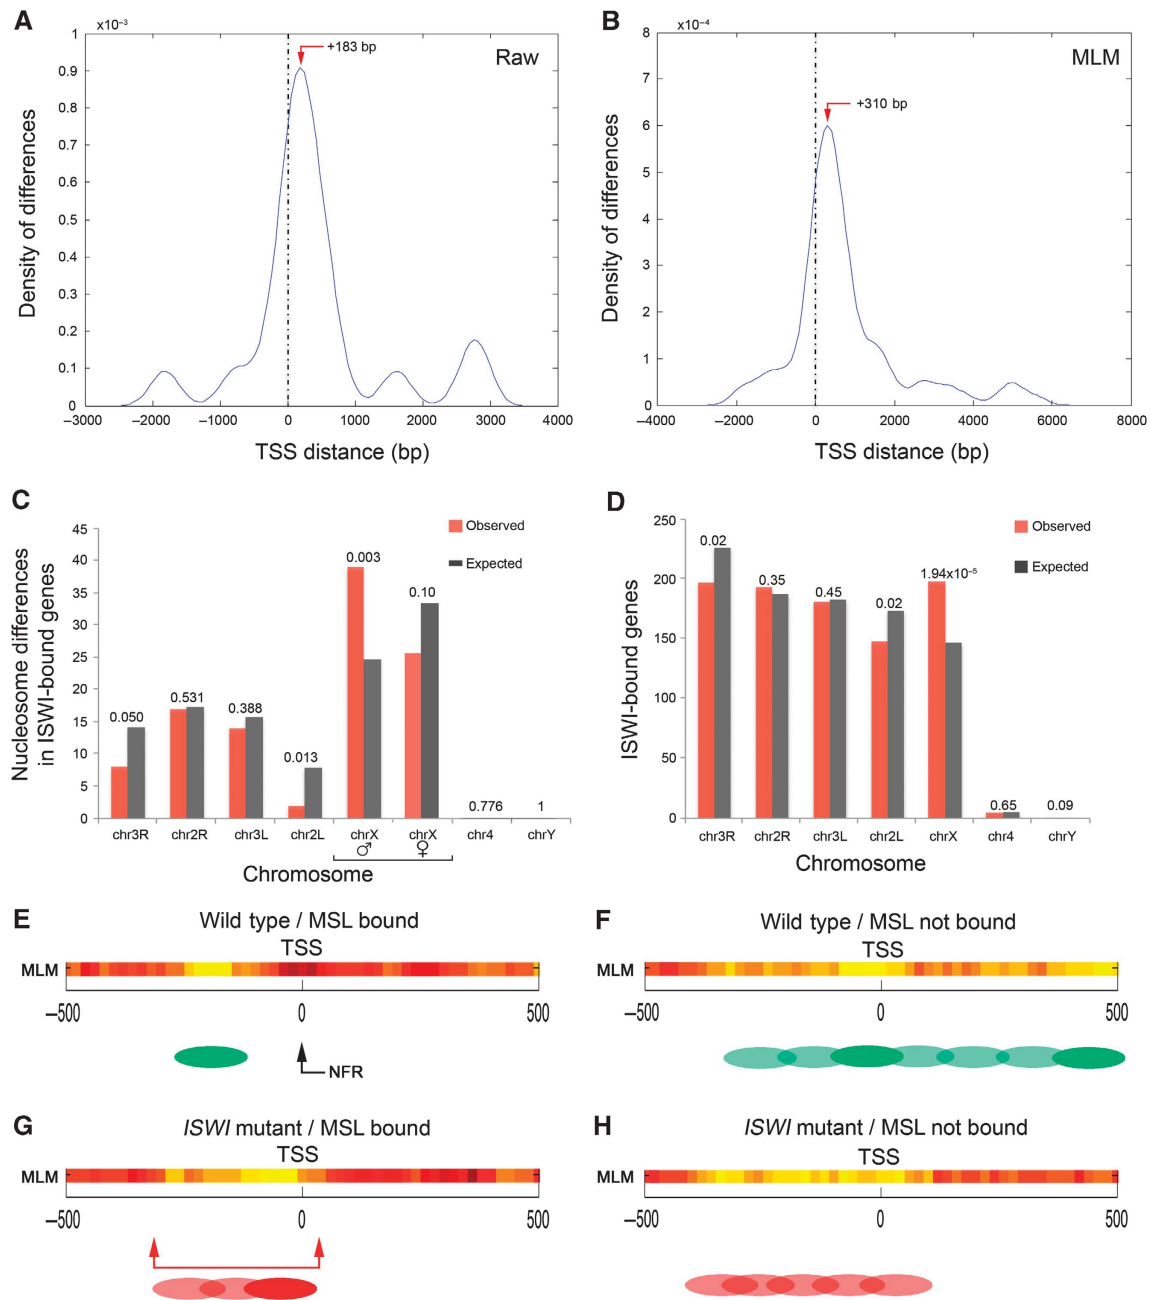 A
x10⁻³
1
0.9
0.8
0.7
0.6
0.5
0.4
0.3
0.2
0.1
0
+183 bp
Raw
Density of differences
–3000 –2000 –1000 0 1000 2000 3000 4000
TSS distance (bp)
B
x10⁻⁴
8
7
6
5
4
3
2
1
0
+310 bp
MLM
Density of differences
–4000 –2000 0 2000 4000 6000 8000
TSS distance (bp)
C
Nucleosome differences
in ISWI-bound genes
45
40
35
30
25
20
15
10
5
0
Observed
Expected
0.050 0.531 0.388 0.013 0.003 0.10 0.776 1
chr3R chr2R chr3L chr2L chrX chrX chr4 chrY
♂ ♀
Chromosome
D
ISWI-bound genes
250
200
150
100
50
0
Observed
Expected
0.02 0.35 0.45 0.02 1.94x10⁻⁵ 0.65 0.09
chr3R chr2R chr3L chr2L chrX chr4 chrY
Chromosome
E
Wild type / MSL bound
TSS
MLM
–500 0 500
NFR
F
Wild type / MSL not bound
TSS
MLM
–500 0 500
G
ISWI mutant / MSL bound
TSS
MLM
–500 0 500
H
ISWI mutant / MSL not bound
TSS
MLM
–500 0 500